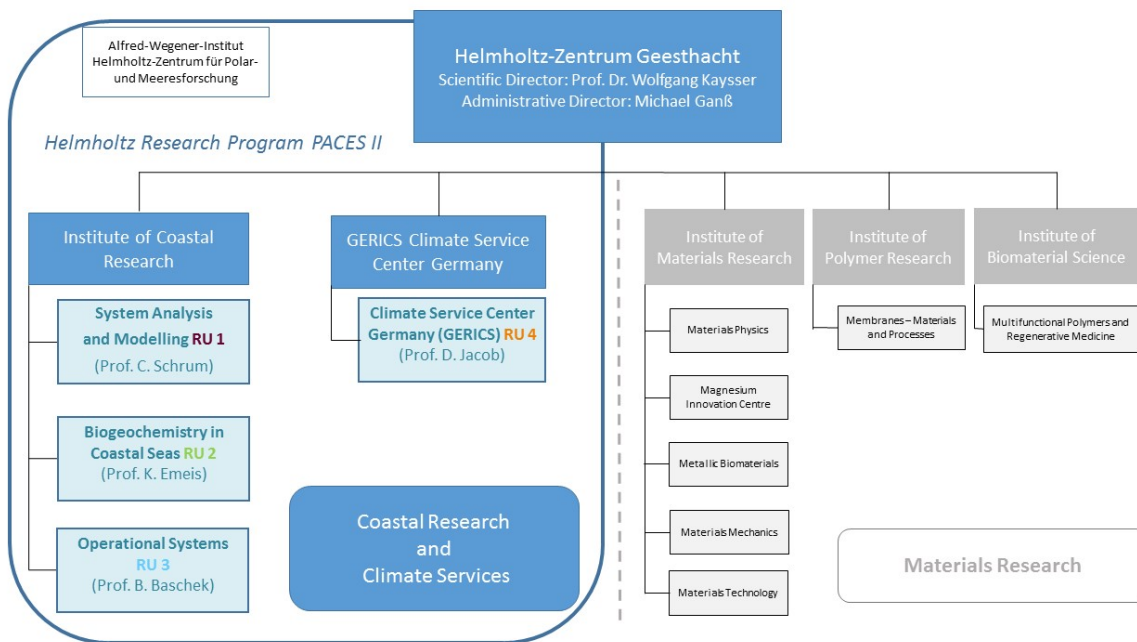 Alfred-Wegener-Institut
Helmholtz-Zentrum für Polar-
und Meeresforschung
Helmholtz-Zentrum Geesthacht
Scientific Director: Prof. Dr. Wolfgang Kaysser
Administrative Director: Michael Ganß
Helmholtz Research Program PACES II
Institute of Coastal
Research
System Analysis
and Modelling RU 1
(Prof. C. Schrum)
Biogeochemistry in
Coastal Seas RU 2
(Prof. K. Emeis)
Operational Systems
RU 3
(Prof. B. Baschek)
GERICS Climate Service
Center Germany
Climate Service Center
Germany (GERICS) RU 4
(Prof. D. Jacob)
Coastal Research
and
Climate Services
Institute of
Materials Research
Materials Physics
Magnesium
Innovation Centre
Metallic Biomaterials
Materials Mechanics
Materials Technology
Institute of
Polymer Research
Membranes – Materials
and Processes
Institute of
Biomaterial Science
Multifunctional Polymers and
Regenerative Medicine
Materials Research